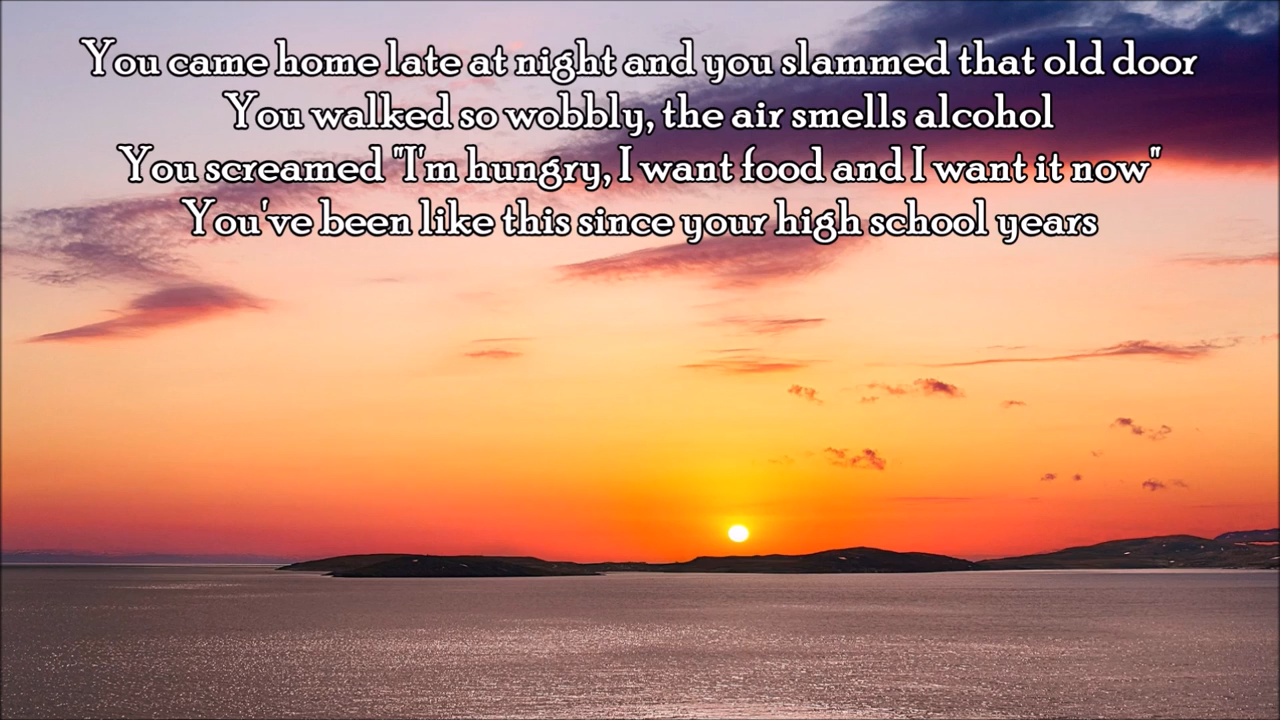 You came home late at night and you slammed that old door
You walked so wobbly, the air smells alcohol
You screamed "I'm hungry, I want food and I want it now"
You've been like this since your high school years